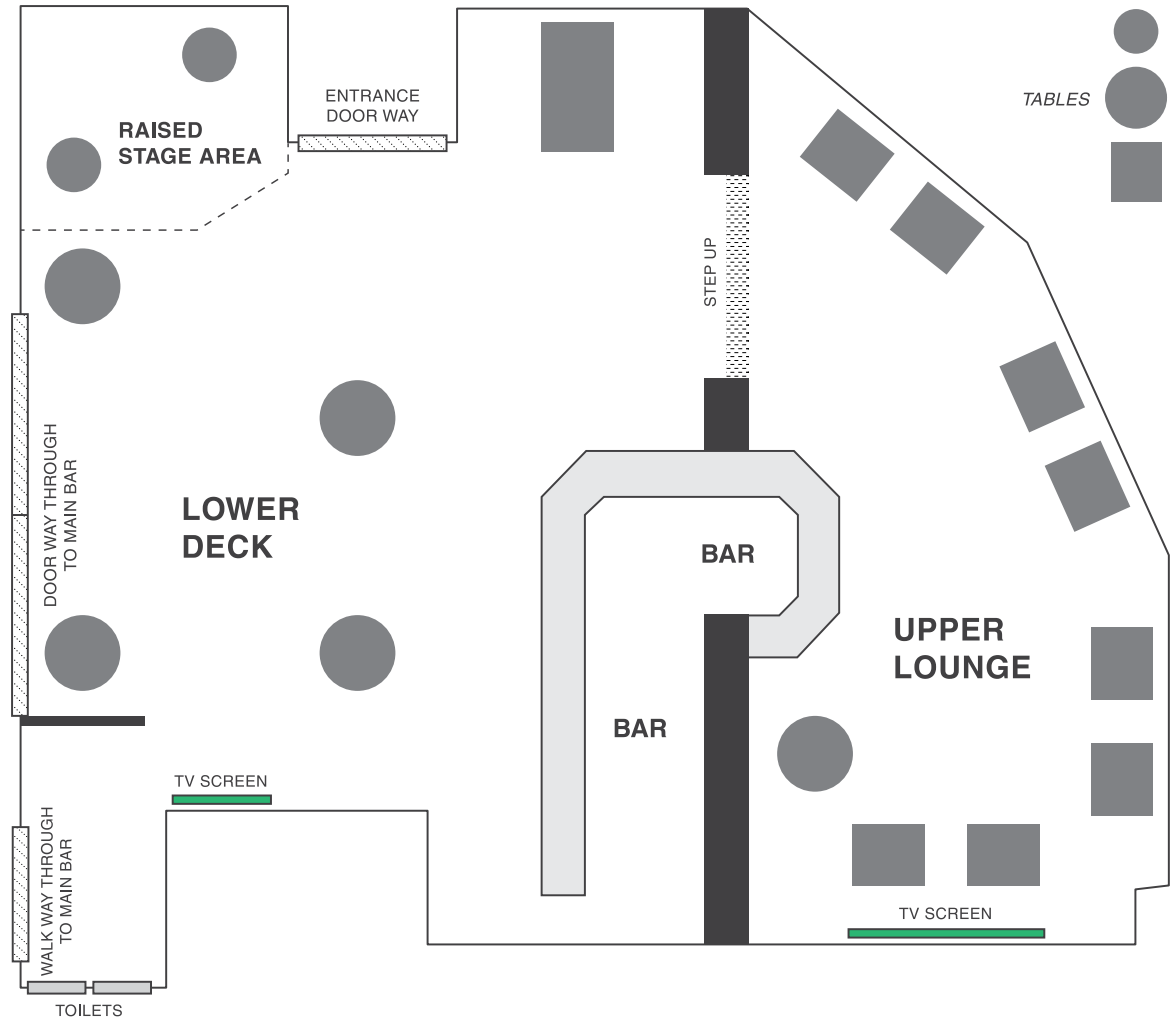 ENTRANCE
DOOR WAY
RAISED
STAGE AREA
TABLES
STEP UP
DOOR WAY THROUGH
TO MAIN BAR
LOWER
DECK
BAR
UPPER
LOUNGE
BAR
TV SCREEN
WALK WAY THROUGH
TO MAIN BAR
TV SCREEN
TOILETS